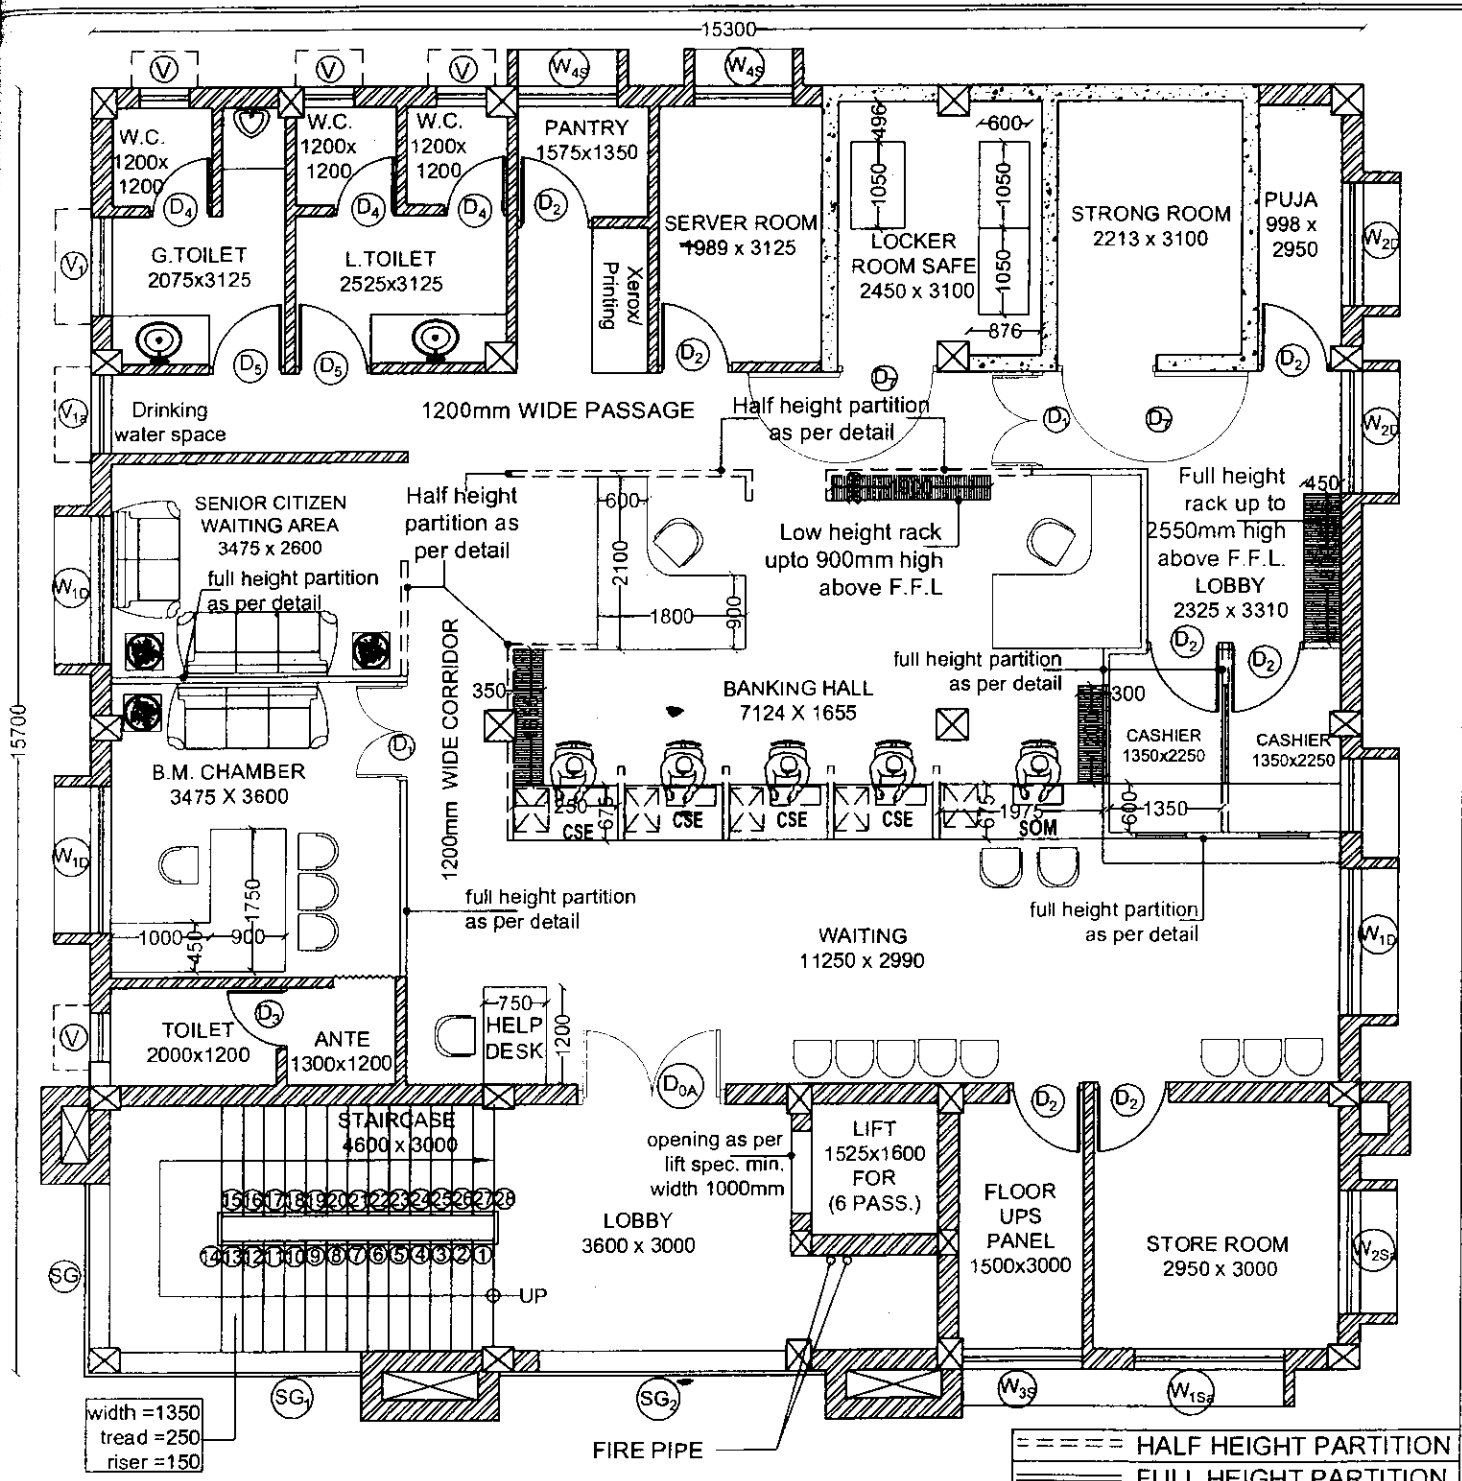 15300
V
V
V
W4S
W4S
W.C.
1200x
1200
W.C.
1200x
1200
W.C.
1200x
1200
PANTRY
1575x1350
496
600
1050
1050
1050
876
D4
D4
D4
D2
SERVER ROOM
1989 x 3125
LOCKER
ROOM SAFE
2450 x 3100
STRONG ROOM
2213 x 3100
PUJA
998 x
2950
W2D
V1
G.TOILET
2075x3125
L.TOILET
2525x3125
Xerox/
Printing
D5
D5
D2
D7
D2
V1a
Drinking
water space
1200mm WIDE PASSAGE
Half height partition
as per detail
D1
D7
W2D
SENIOR CITIZEN
WAITING AREA
3475 x 2600
full height partition
as per detail
W1D
Half height
partition as
per detail
600
2100
1800
900
Low height rack
upto 900mm high
above F.F.L
Full height
rack up to
2550mm high
above F.F.L.
450
LOBBY
2325 x 3310
D2
D2
15700
1200mm WIDE CORRIDOR
350
BANKING HALL
7124 X 1655
full height partition
as per detail
300
CASHIER
1350x2250
CASHIER
1350x2250
D1
B.M. CHAMBER
3475 X 3600
W1D
1000
900
1750
450
250
675
CSE
CSE
CSE
CSE
675
1975
SOM
600
1350
full height partition
as per detail
full height partition
as per detail
WAITING
11250 x 2990
W1D
V
TOILET
2000x1200
D3
ANTE
1300x1200
750
HELP
DESK
1200
D0A
D2
D2
STAIRCASE
4600 x 3000
opening as per
lift spec. min.
width 1000mm
LIFT
1525x1600
FOR
(6 PASS.)
15 16 17 18 19 20 21 22 23 24 25 26 27 28
14 13 12 11 10 9 8 7 6 5 4 3 2 1
LOBBY
3600 x 3000
FLOOR
UPS
PANEL
1500x3000
STORE ROOM
2950 x 3000
W2Sa
SG
UP
SG1
SG2
W3S
W1Sa
width =1350
tread =250
riser =150
FIRE PIPE
HALF HEIGHT PARTITION
FULL HEIGHT PARTITION